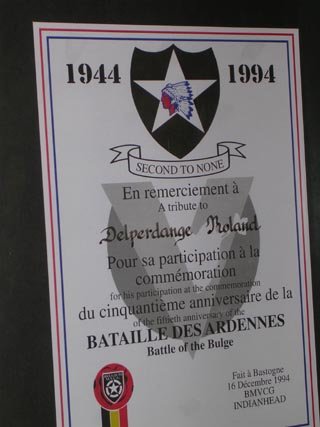 1944 1994
SECOND TO NONE
En remerciement à
A tribute to
Delperdange Roland
Pour sa participation à la
commémoration
for his participation at the commemoration
du cinquantième anniversaire de la
of the fiftieth anniversary of the
BATAILLE DES ARDENNES
Battle of the Bulge
Fait à Bastogne
16 Décembre 1994
BMVCG
INDIANHEAD